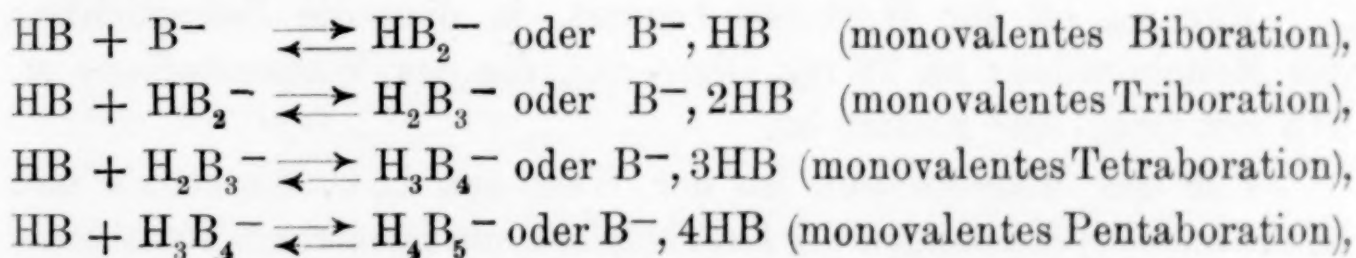 HB + B⁻ ⇄ HB₂⁻ oder B⁻, HB (monovalentes Biboration),
HB + HB₂⁻ ⇄ H₂B₃⁻ oder B⁻, 2HB (monovalentes Triboration),
HB + H₂B₃⁻ ⇄ H₃B₄⁻ oder B⁻, 3HB (monovalentes Tetraboration),
HB + H₃B₄⁻ ⇄ H₄B₅⁻ oder B⁻, 4HB (monovalentes Pentaboration),